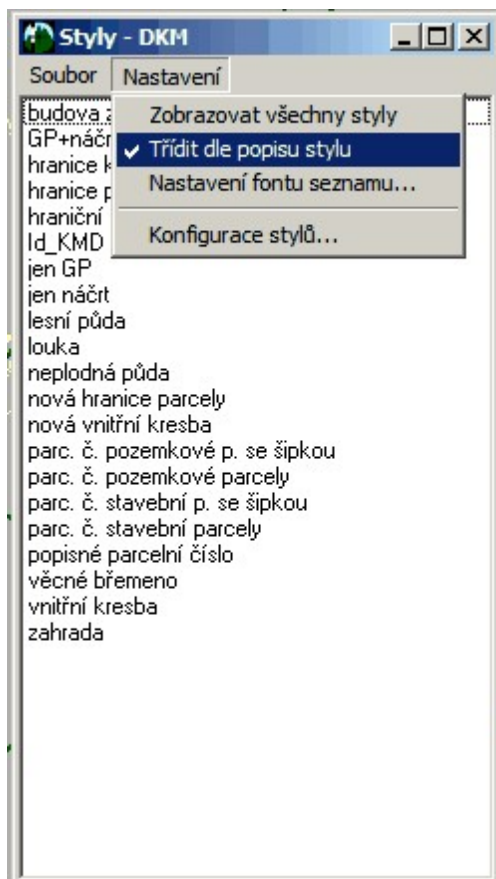 Styly - DKM
Soubor Nastavení
Zobrazovat všechny styly
Třídit dle popisu stylu
Nastavení fontu seznamu...
Konfigurace stylů...
budova
GP+náčr
hranice
hranice
hraniční
Id_KMD
jen GP
jen náčrt
lesní půda
louka
neplodná půda
nová hranice parcely
nová vnitřní kresba
parc. č. pozemkové p. se šipkou
parc. č. pozemkové parcely
parc. č. stavební p. se šipkou
parc. č. stavební parcely
popisné parcelní číslo
věcné břemeno
vnitřní kresba
zahrada